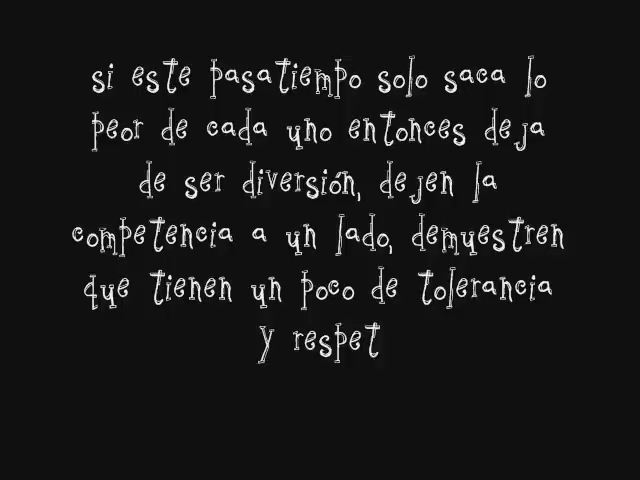 si este pasatiempo solo saca lo
peor de cada uno entonces deja
de ser diversión, dejen la
competencia a un lado, demuestren
que tienen un poco de tolerancia
y respet